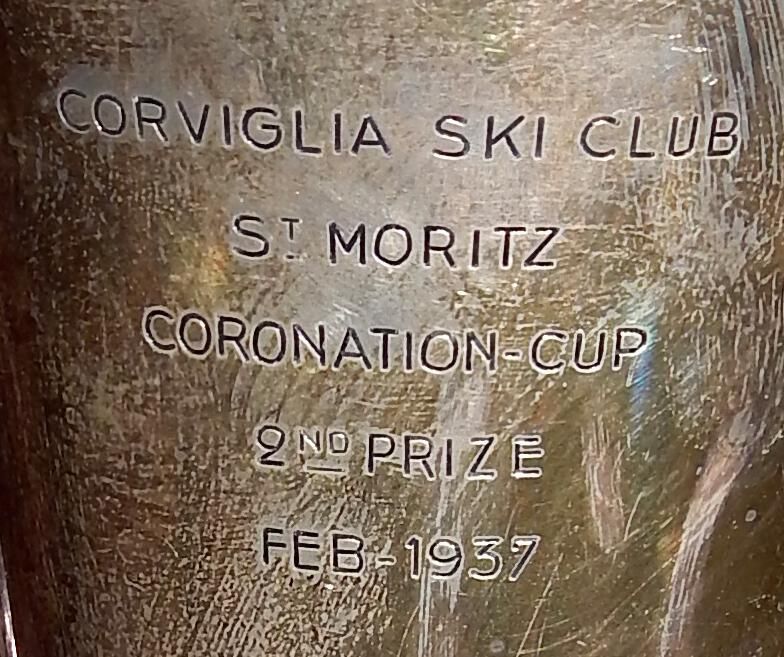 CORVIGLIA SKI CLUB
ST MORITZ
CORONATION-CUP
2ND PRIZE
FEB-1937